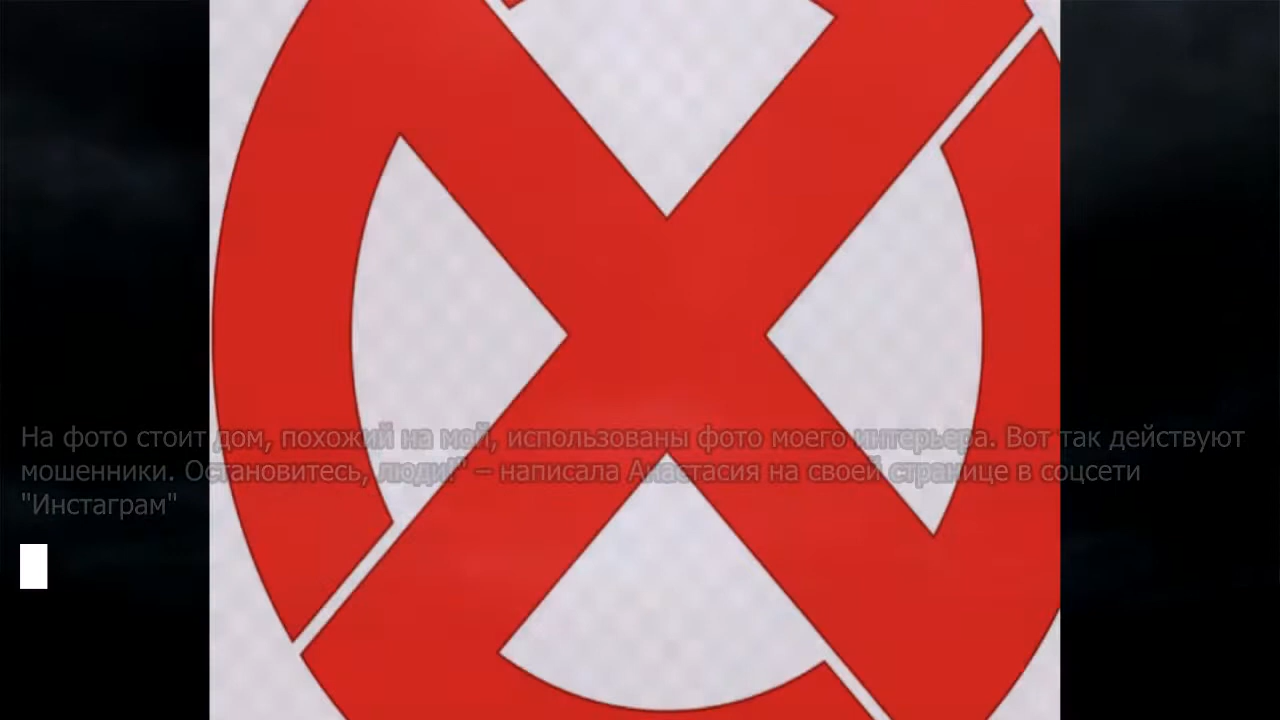 На фото стоит дом, похожий на мой, использованы фото моего интерьера. Вот так действуют
мошенники. Остановитесь, люди!" – написала Анастасия на своей странице в соцсети
"Инстаграм"